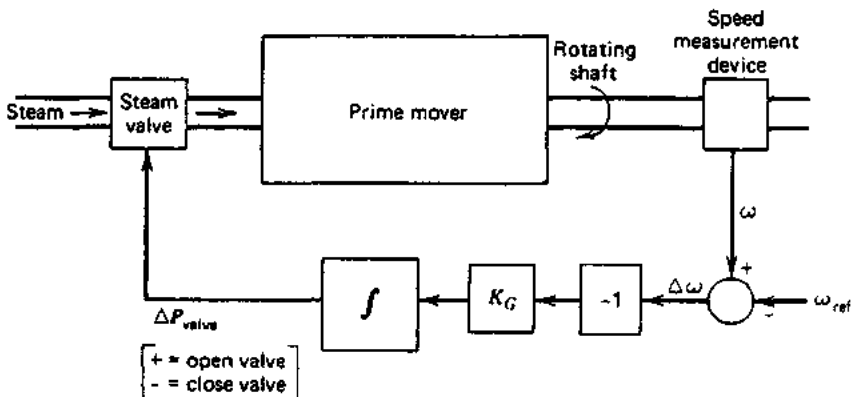 Speed
measurement
device
Rotating
shaft
Steam
Steam
valve
Prime mover
ω
+
Δω
-
ω_ref
-1
K_G
∫
ΔP_valve
+ = open valve
- = close valve